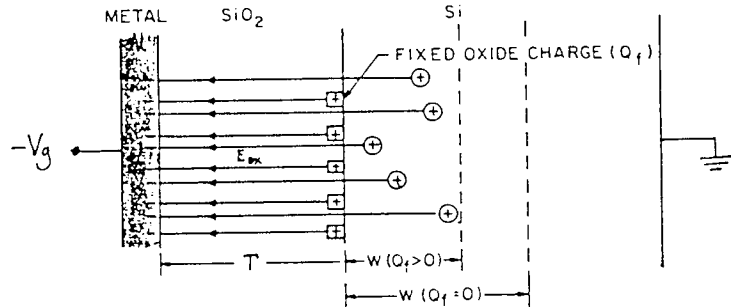 METAL SiO₂ Si
FIXED OXIDE CHARGE (Qf)
-Vg
Eox
T
W (Qf>0)
W (Qf=0)